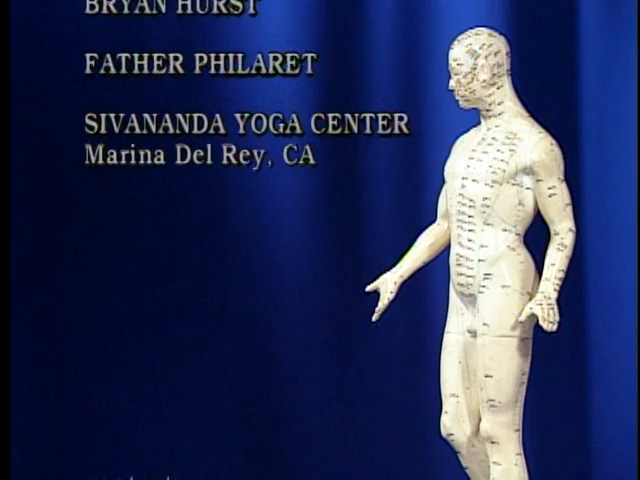 BRYAN HURST
FATHER PHILARET
SIVANANDA YOGA CENTER
Marina Del Rey, CA